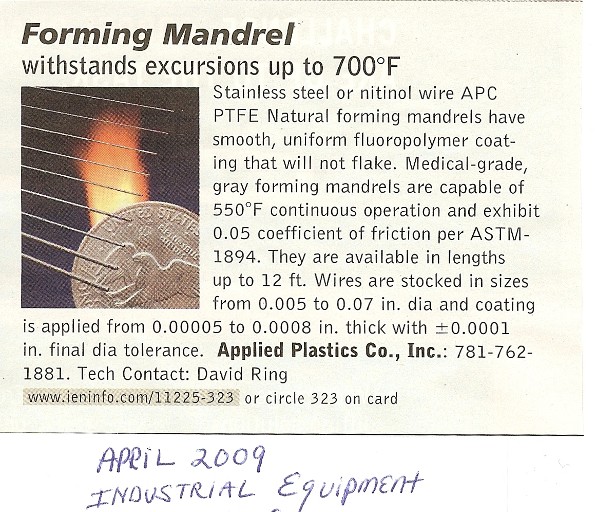 Forming Mandrel
withstands excursions up to 700°F
Stainless steel or nitinol wire APC
PTFE Natural forming mandrels have
smooth, uniform fluoropolymer coat-
ing that will not flake. Medical-grade,
gray forming mandrels are capable of
550°F continuous operation and exhibit
0.05 coefficient of friction per ASTM-
1894. They are available in lengths
up to 12 ft. Wires are stocked in sizes
from 0.005 to 0.07 in. dia and coating
is applied from 0.00005 to 0.0008 in. thick with ±0.0001
in. final dia tolerance. Applied Plastics Co., Inc.: 781-762-
1881. Tech Contact: David Ring
www.ieninfo.com/11225-323 or circle 323 on card
APRIL 2009
INDUSTRIAL Equipment